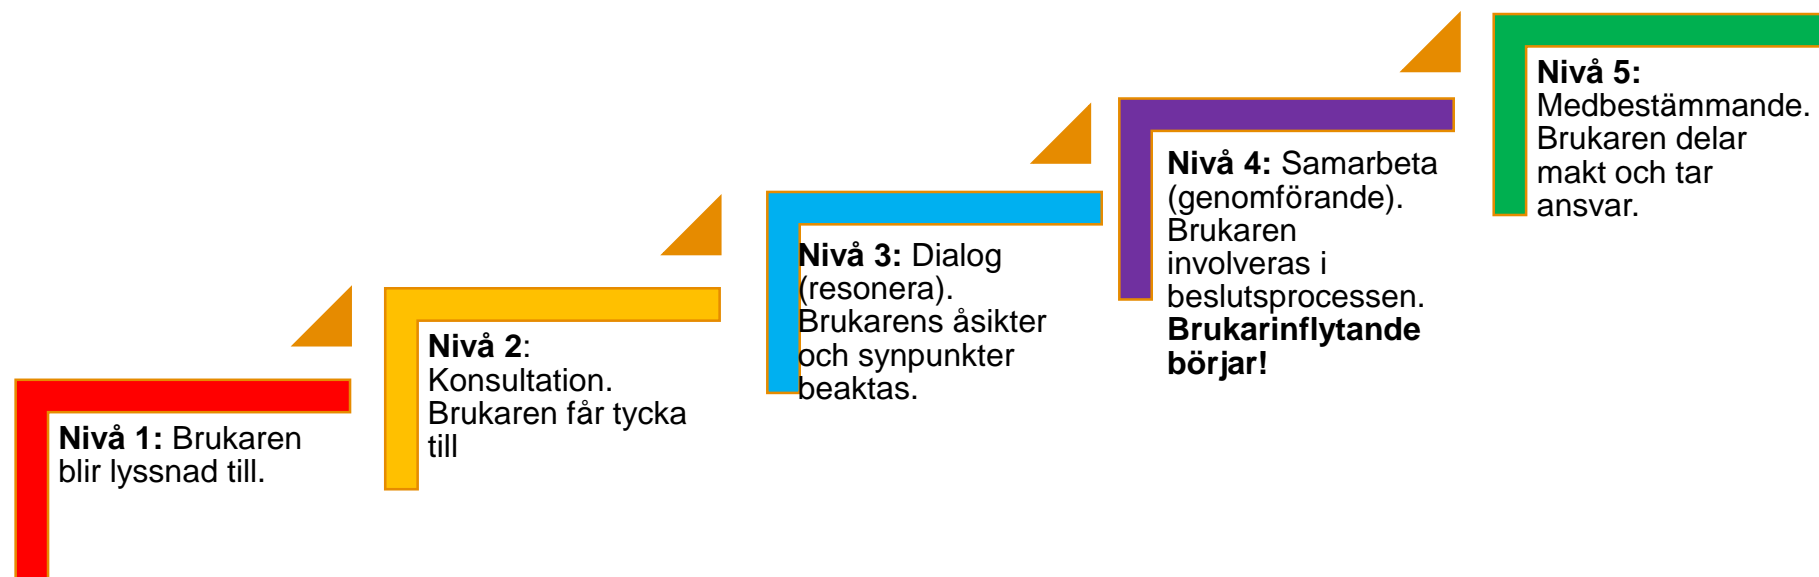 Nivå 1: Brukaren
blir lyssnad till.
Nivå 2:
Konsultation.
Brukaren får tycka
till
Nivå 3: Dialog
(resonera).
Brukarens åsikter
och synpunkter
beaktas.
Nivå 4: Samarbeta
(genomförande).
Brukaren
involveras i
beslutsprocessen.
Brukarinflytande
börjar!
Nivå 5:
Medbestämmande.
Brukaren delar
makt och tar
ansvar.